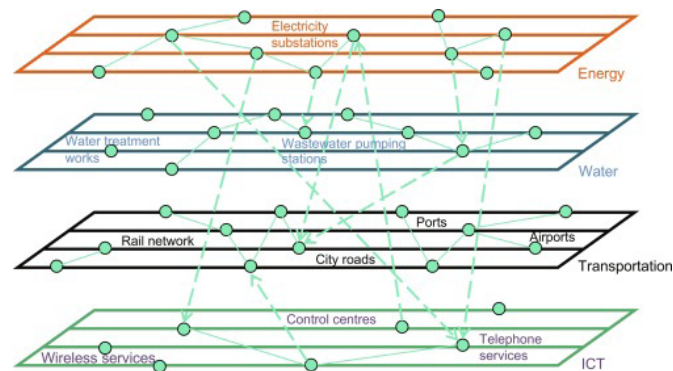 Electricity
substations
Energy
Water treatment
works
Wastewater pumping
stations
Water
Ports
Rail network
Airports
City roads
Transportation
Control centres
Telephone
services
Wireless services
ICT